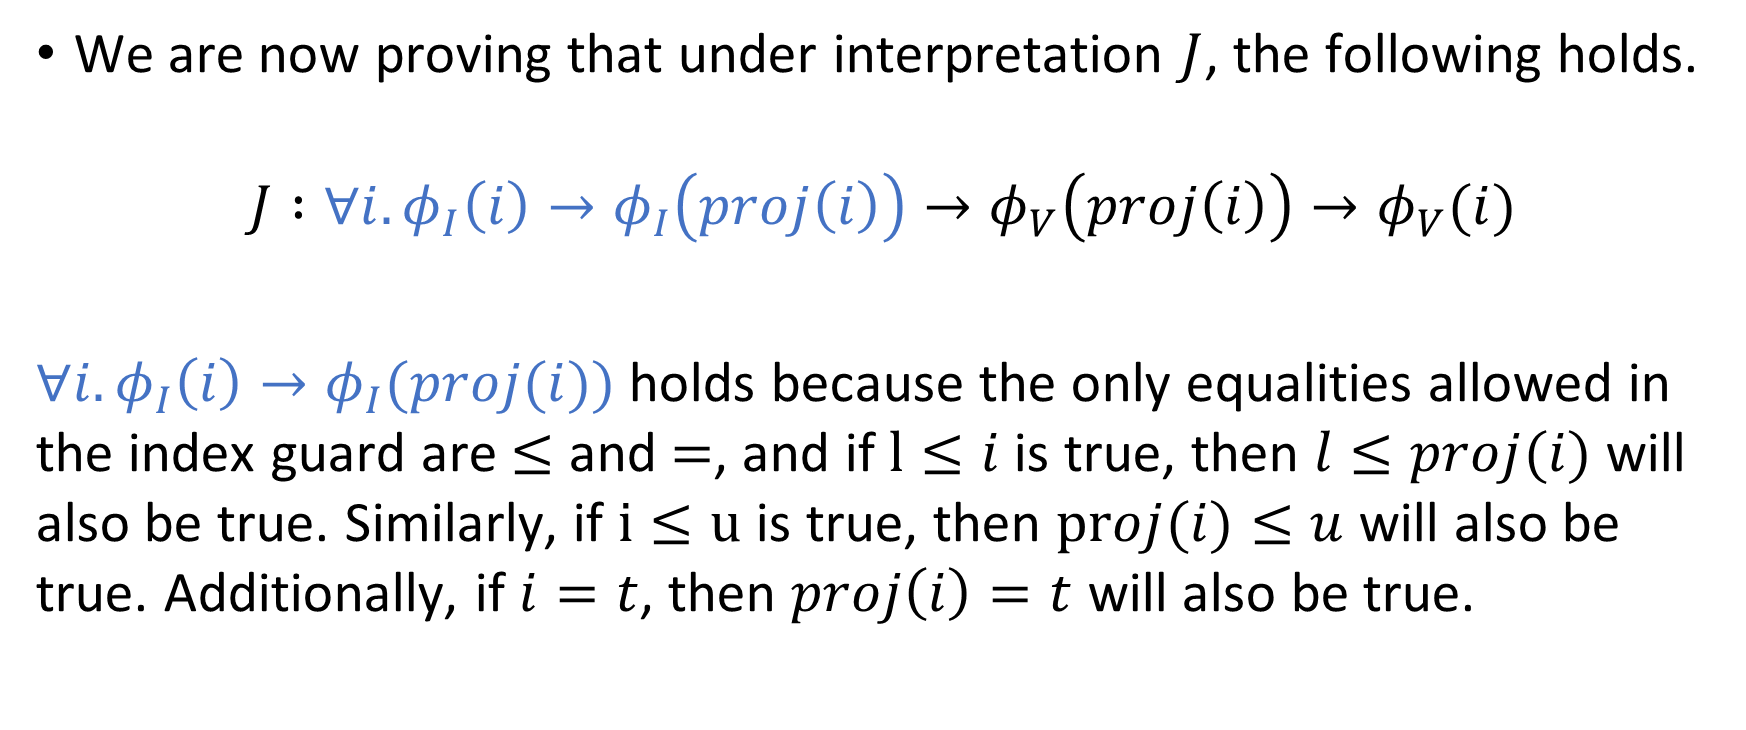 • We are now proving that under interpretation J, the following holds.
J : ∀i. ϕ_I(i) → ϕ_I(proj(i)) → ϕ_V(proj(i)) → ϕ_V(i)
∀i. ϕ_I(i) → ϕ_I(proj(i)) holds because the only equalities allowed in
the index guard are ≤ and =, and if l ≤ i is true, then l ≤ proj(i) will
also be true. Similarly, if i ≤ u is true, then proj(i) ≤ u will also be
true. Additionally, if i = t, then proj(i) = t will also be true.